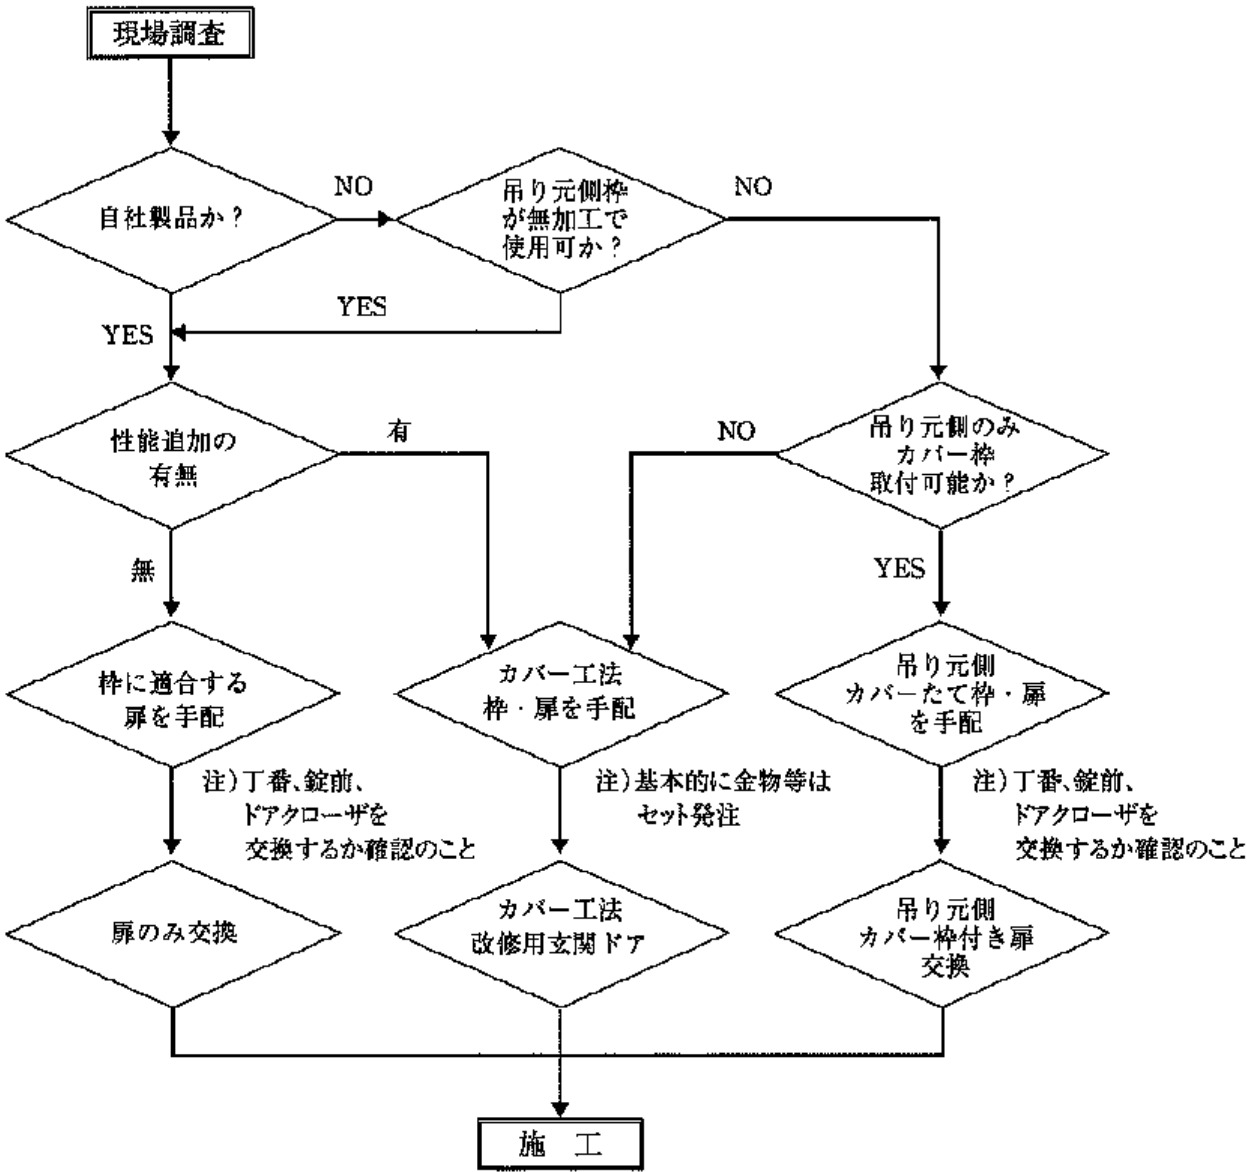 現場調査
自社製品か?
NO
吊り元側枠
が無加工で
使用可か?
NO
YES
YES
性能追加の
有無
有
NO
吊り元側のみ
カバー枠
取付可能か?
無
YES
枠に適合する
扉を手配
カバー工法
枠・扉を手配
吊り元側
カバーたて枠・扉
を手配
注)丁番、錠前、
ドアクローザを
交換するか確認のこと
注)基本的に金物等は
セット発注
注)丁番、錠前、
ドアクローザを
交換するか確認のこと
扉のみ交換
カバー工法
改修用玄関ドア
吊り元側
カバー枠付き扉
交換
施 工